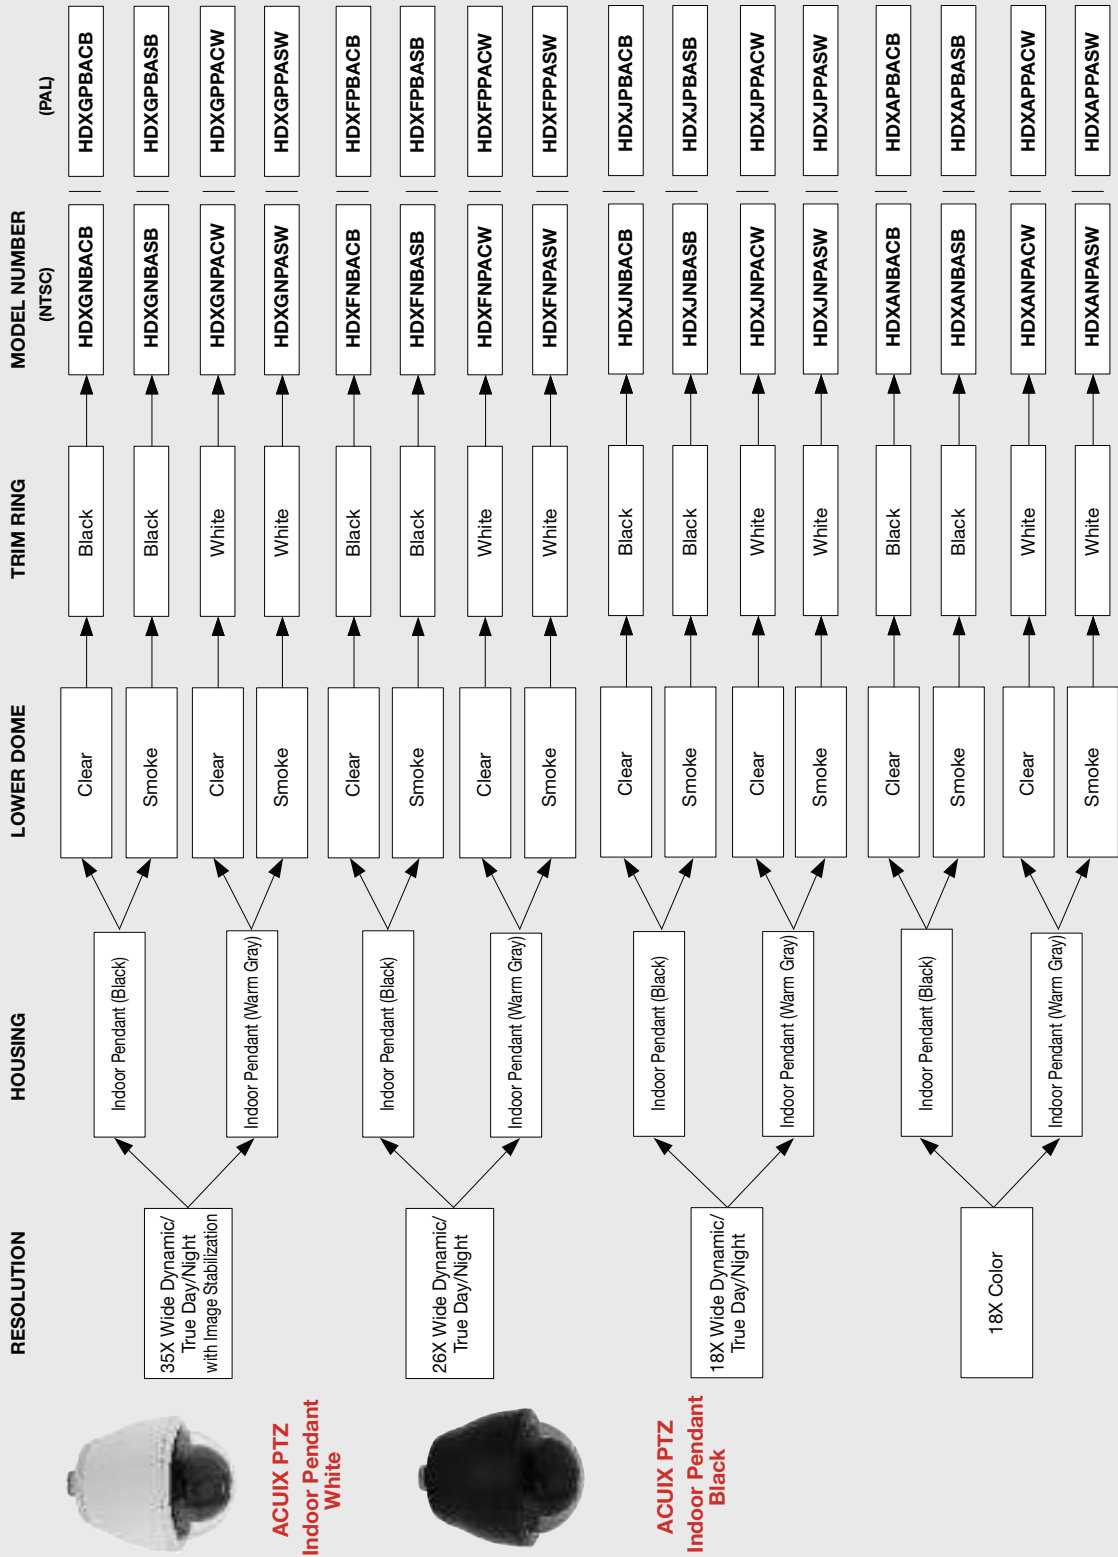 RESOLUTION
HOUSING
LOWER DOME
TRIM RING
MODEL NUMBER
(NTSC)
(PAL)
ACUIX PTZ
Indoor Pendant
White
ACUIX PTZ
Indoor Pendant
Black
35X Wide Dynamic/
True Day/Night
with Image Stabilization
Indoor Pendant (Black)
Clear
Black
HDXGNBACB
HDXGPBACB
Smoke
Black
HDXGNBASB
HDXGPBASB
Indoor Pendant (Warm Gray)
Clear
White
HDXGNPACW
HDXGPPACW
Smoke
White
HDXGNPASW
HDXGPPASW
26X Wide Dynamic/
True Day/Night
Indoor Pendant (Black)
Clear
Black
HDXFNBACB
HDXFPBACB
Smoke
Black
HDXFNBASB
HDXFPBASB
Indoor Pendant (Warm Gray)
Clear
White
HDXFNPACW
HDXFPPACW
Smoke
White
HDXFNPASW
HDXFPPASW
18X Wide Dynamic/
True Day/Night
Indoor Pendant (Black)
Clear
Black
HDXJNBACB
HDXJPBACB
Smoke
Black
HDXJNBASB
HDXJPBASB
Indoor Pendant (Warm Gray)
Clear
White
HDXJNPACW
HDXJPPACW
Smoke
White
HDXJNPASW
HDXJPPASW
18X Color
Indoor Pendant (Black)
Clear
Black
HDXANBACB
HDXAPBACB
Smoke
Black
HDXANBASB
HDXAPBASB
Indoor Pendant (Warm Gray)
Clear
White
HDXANPACW
HDXAPPACW
Smoke
White
HDXANPASW
HDXAPPASW